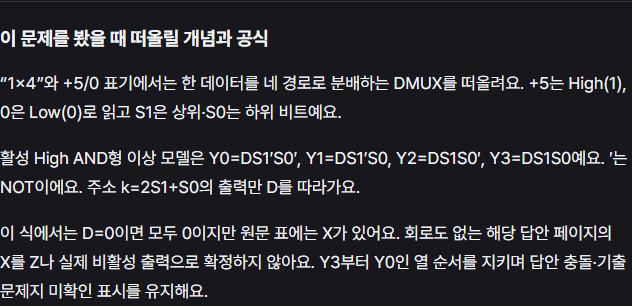 이 문제를 봤을 때 떠올릴 개념과 공식
“1×4”와 +5/0 표기에서는 한 데이터를 네 경로로 분배하는 DMUX를 떠올려요. +5는 High(1),
0은 Low(0)로 읽고 S1은 상위·S0는 하위 비트예요.
활성 High AND형 이상 모델은 Y0=DS1′S0′, Y1=DS1′S0, Y2=DS1S0′, Y3=DS1S0예요. ′는
NOT이에요. 주소 k=2S1+S0의 출력만 D를 따라가요.
이 식에서는 D=0이면 모두 0이지만 원문 표에는 X가 있어요. 회로도 없는 해당 답안 페이지의
X를 Z나 실제 비활성 출력으로 확정하지 않아요. Y3부터 Y0인 열 순서를 지키며 답안 충돌·기출
문제지 미확인 표시를 유지해요.